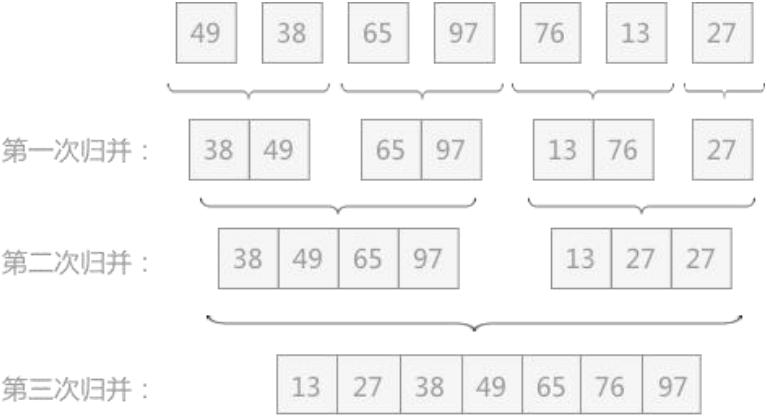 49 38 65 97 76 13 27
第一次归并： 38 49 65 97 13 76 27
第二次归并： 38 49 65 97 13 27 27
第三次归并： 13 27 38 49 65 76 97